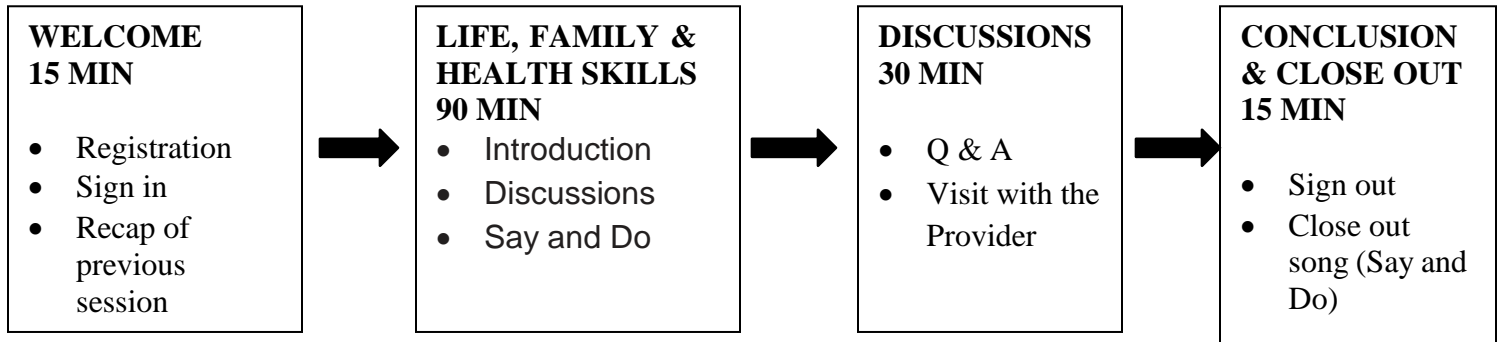 WELCOME
15 MIN
• Registration
• Sign in
• Recap of
previous
session
LIFE, FAMILY &
HEALTH SKILLS
90 MIN
• Introduction
• Discussions
• Say and Do
DISCUSSIONS
30 MIN
• Q & A
• Visit with the
Provider
CONCLUSION
& CLOSE OUT
15 MIN
• Sign out
• Close out
song (Say and
Do)